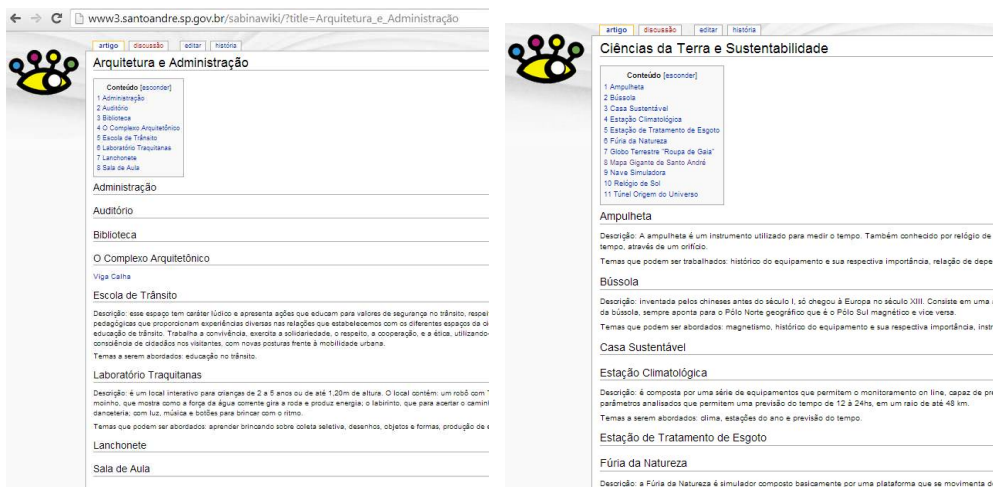 www3.santoandre.sp.gov.br/sabinawiki/?title=Arquitetura_e_Administração
artigo discussão editar história
Arquitetura e Administração
Conteúdo [esconder]
1 Administração
2 Auditório
3 Biblioteca
4 O Complexo Arquitetônico
5 Escola de Trânsito
6 Laboratório Traquitanas
7 Lanchonete
8 Sala de Aula
Administração
Auditório
Biblioteca
O Complexo Arquitetônico
Viga Calha
Escola de Trânsito
Descrição: esse espaço tem caráter lúdico e apresenta ações que educam para valores de segurança no trânsito, respei
pedagógicas que proporcionam experiências diversas nas relações que estabelecemos com os diferentes espaços da ci
educação de trânsito. Trabalha a convivência, exercita a solidariedade, o respeito, a cooperação, e a ética, utilizando
consciência de cidadãos nos visitantes, com novas posturas frente à mobilidade urbana.
Temas a serem abordados: educação no trânsito.
Laboratório Traquitanas
Descrição: é um local interativo para crianças de 2 a 6 anos ou de até 1,20m de altura. O local contém: um robô com
moinho, que mostra como a força da água corrente gira a roda e produz energia; o labirinto, que para acertar o caminh
danceteria; com luz, música e botões para brincar com o ritmo.
Temas que podem ser abordados: aprender brincando sobre coleta seletiva, desenhos, objetos e formas, produção de e
Lanchonete
Sala de Aula
artigo discussão editar história
Ciências da Terra e Sustentabilidade
Conteúdo [esconder]
1 Ampulheta
2 Bússola
3 Casa Sustentável
4 Estação Climatológica
5 Estação de Tratamento de Esgoto
6 Fúria da Natureza
7 Globo Terrestre "Roupa de Gaia"
8 Mapa Gigante de Santo André
9 Nave Simuladora
10 Relógio de Sol
11 Túnel Origem do Universo
Ampulheta
Descrição: A ampulheta é um instrumento utilizado para medir o tempo. Também conhecido por relógio de
tempo, através de um orifício.
Temas que podem ser trabalhados: histórico do equipamento e sua respectiva importância, relação de depe
Bússola
Descrição: inventada pelos chineses antes do século I, só chegou à Europa no século XIII. Consiste em uma
da bússola, sempre aponta para o Pólo Norte geográfico que é o Pólo Sul magnético e vice versa.
Temas que podem ser abordados: magnetismo, histórico do equipamento e sua respectiva importância, instr
Casa Sustentável
Estação Climatológica
Descrição: é composta por uma série de equipamentos que permitem o monitoramento on line, capaz de pre
parâmetros analisados que permitem uma previsão do tempo de 12 à 24hs, em um raio de até 48 km.
Temas a serem abordados: clima, estações do ano e previsão do tempo.
Estação de Tratamento de Esgoto
Fúria da Natureza
Descrição: a Fúria da Natureza é simulador composto basicamente por uma plataforma que se movimenta d